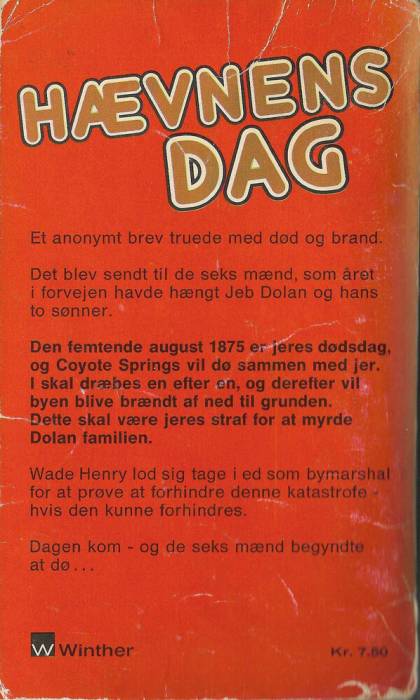 HÆVNENS
DAG
Et anonymt brev truede med død og brand.
Det blev sendt til de seks mænd, som året
i forvejen havde hængt Jeb Dolan og hans
to sønner.
Den femtende august 1875 er jeres dødsdag,
og Coyote Springs vil dø sammen med jer.
I skal dræbes en efter en, og derefter vil
byen blive brændt af ned til grunden.
Dette skal være jeres straf for at myrde
Dolan familien.
Wade Henry lod sig tage i ed som bymarshal
for at prøve at forhindre denne katastrofe -
hvis den kunne forhindres.
Dagen kom - og de seks mænd begyndte
at dø...
W Winther
Kr. 7.50